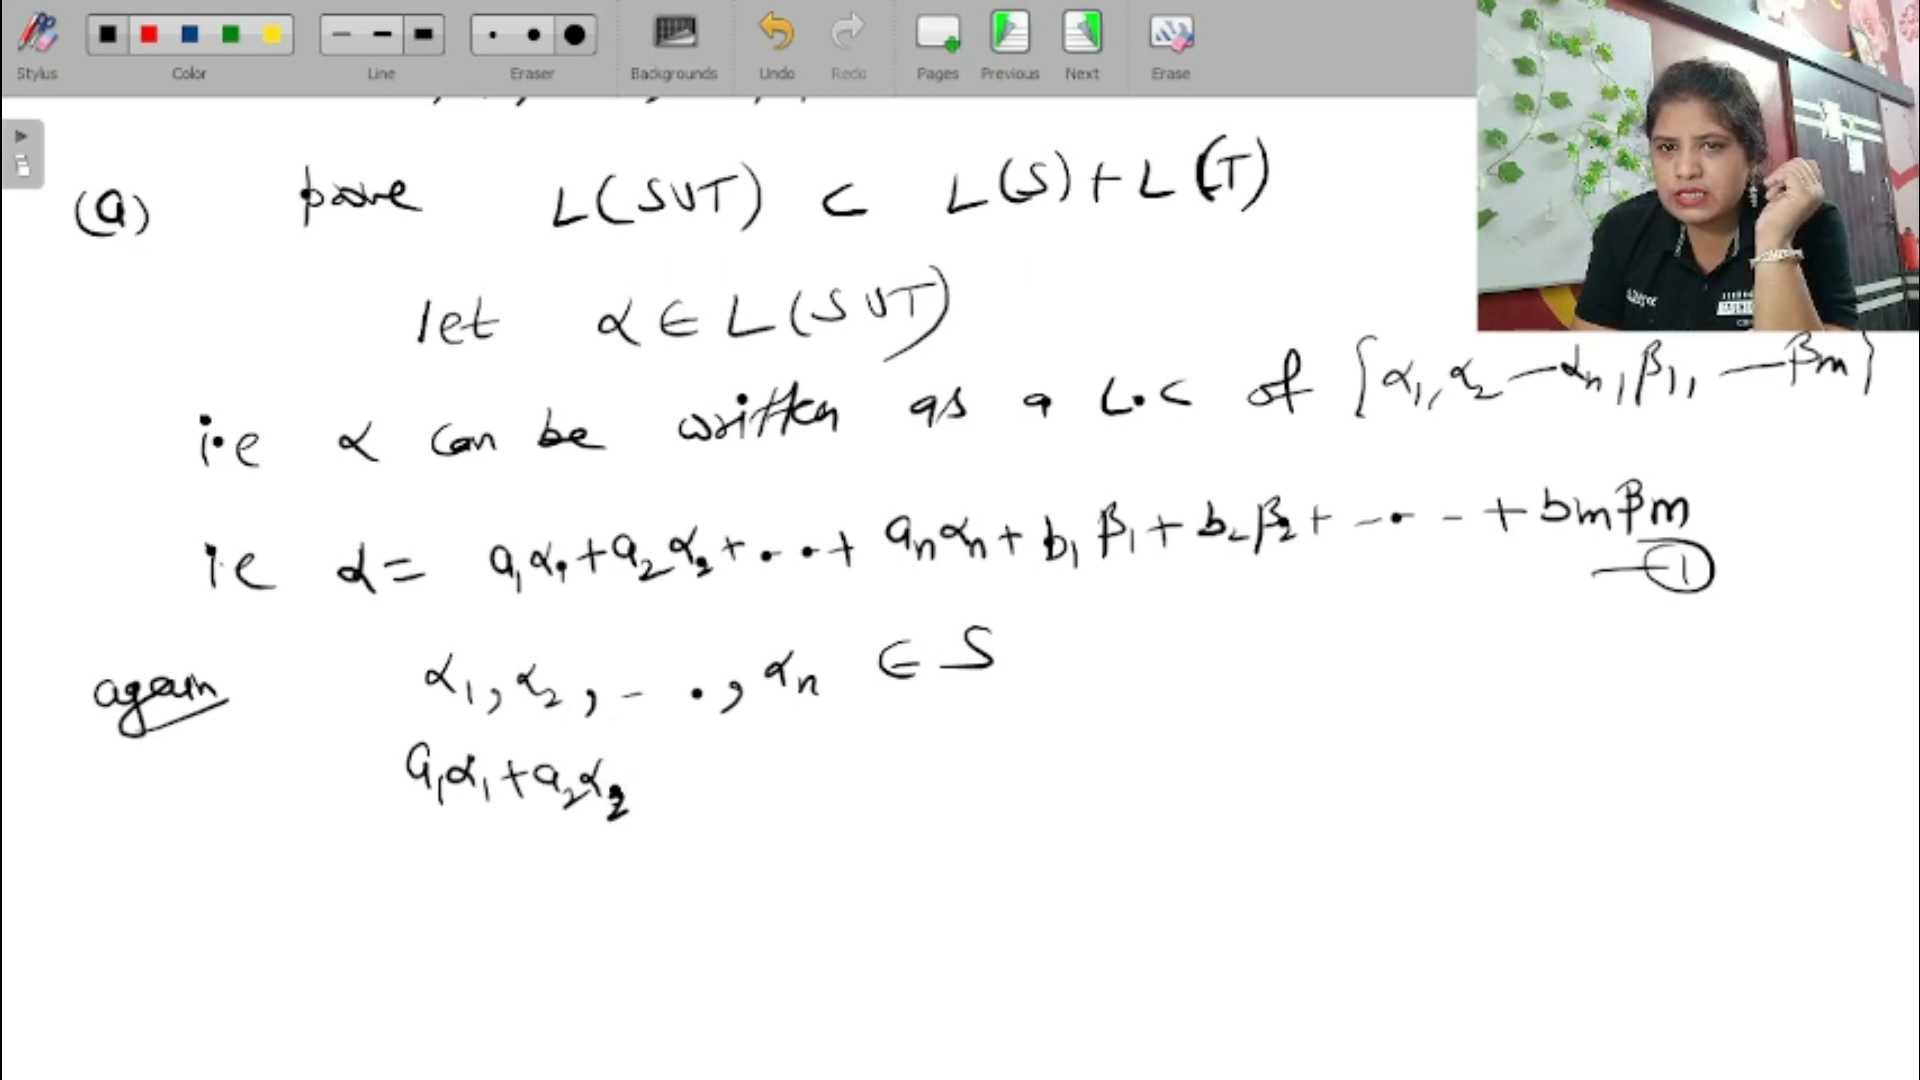 Stylus
Color
Line
Eraser
Backgrounds
Undo
Redo
Pages
Previous
Next
Erase
(a) prove L(S∪T) ⊂ L(S)+L(T)
let α ∈ L(S∪T)
i.e α can be written as a L.C of {α₁, α₂ — αn, β₁, — βm}
i.e α = a₁α₁+a₂α₂+...+ anαn + b₁β₁ + b₂β₂+ ... + bmβm
—①
again α₁, α₂, - ., αn ∈ S
a₁α₁+a₂α₂